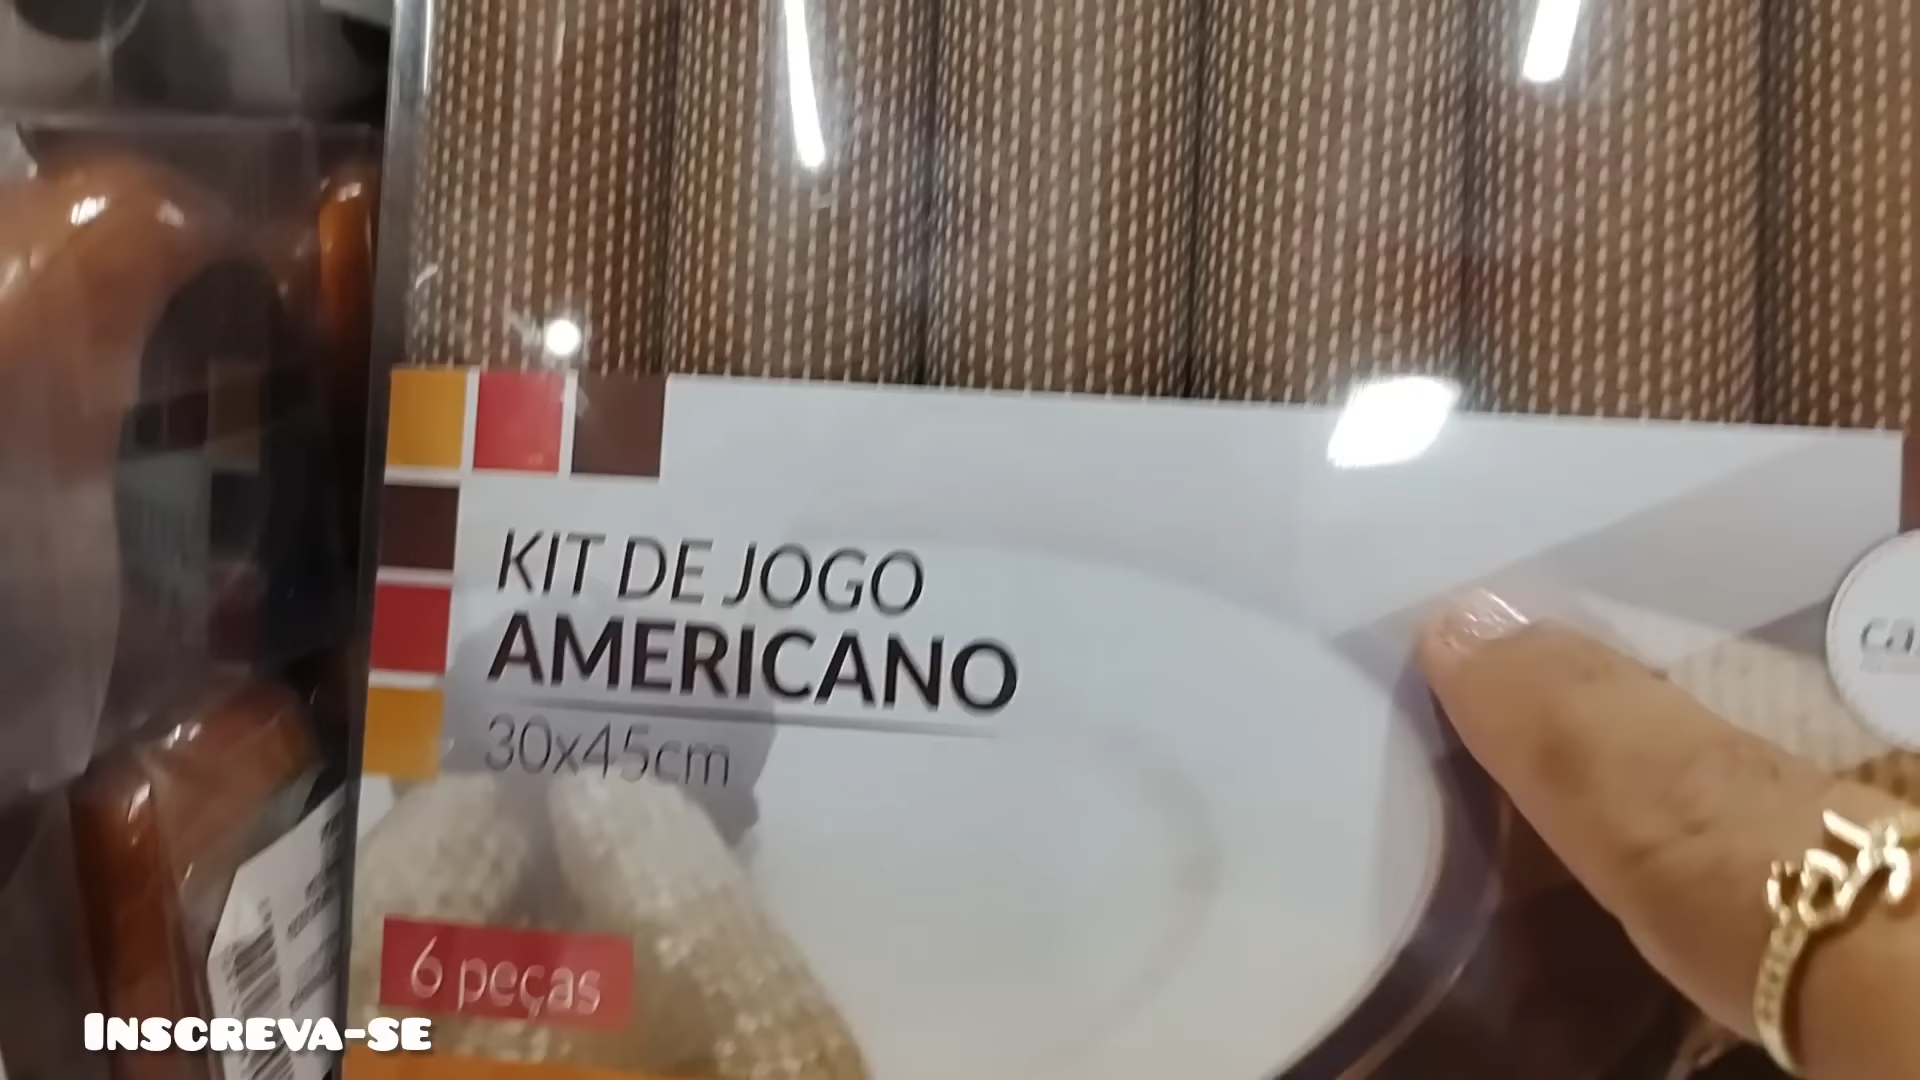 KIT DE JOGO
AMERICANO
30x45cm
6 peças
INSCREVA-SE